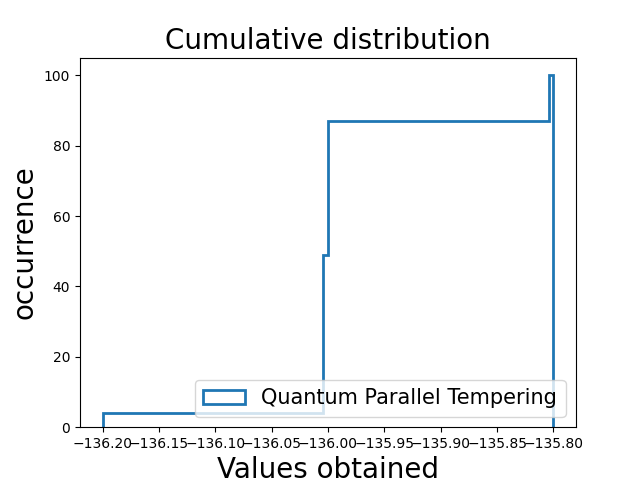 Cumulative distribution
occurrence
100
80
60
40
20
0
Quantum Parallel Tempering
−136.20 −136.15 −136.10 −136.05 −136.00 −135.95 −135.90 −135.85 −135.80
Values obtained